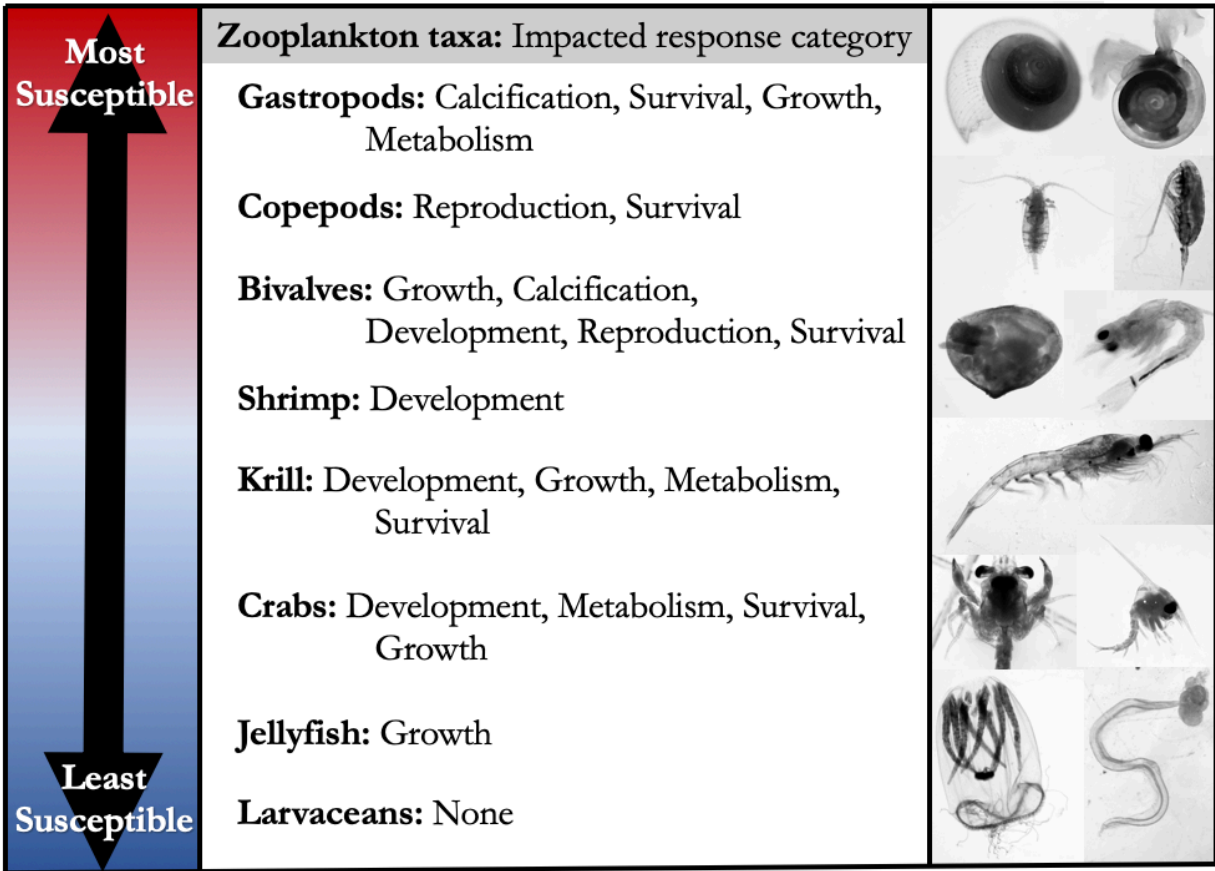 Most
Susceptible
Zooplankton taxa: Impacted response category
Gastropods: Calcification, Survival, Growth,
Metabolism
Copepods: Reproduction, Survival
Bivalves: Growth, Calcification,
Development, Reproduction, Survival
Shrimp: Development
Krill: Development, Growth, Metabolism,
Survival
Crabs: Development, Metabolism, Survival,
Growth
Jellyfish: Growth
Larvaceans: None
Least
Susceptible